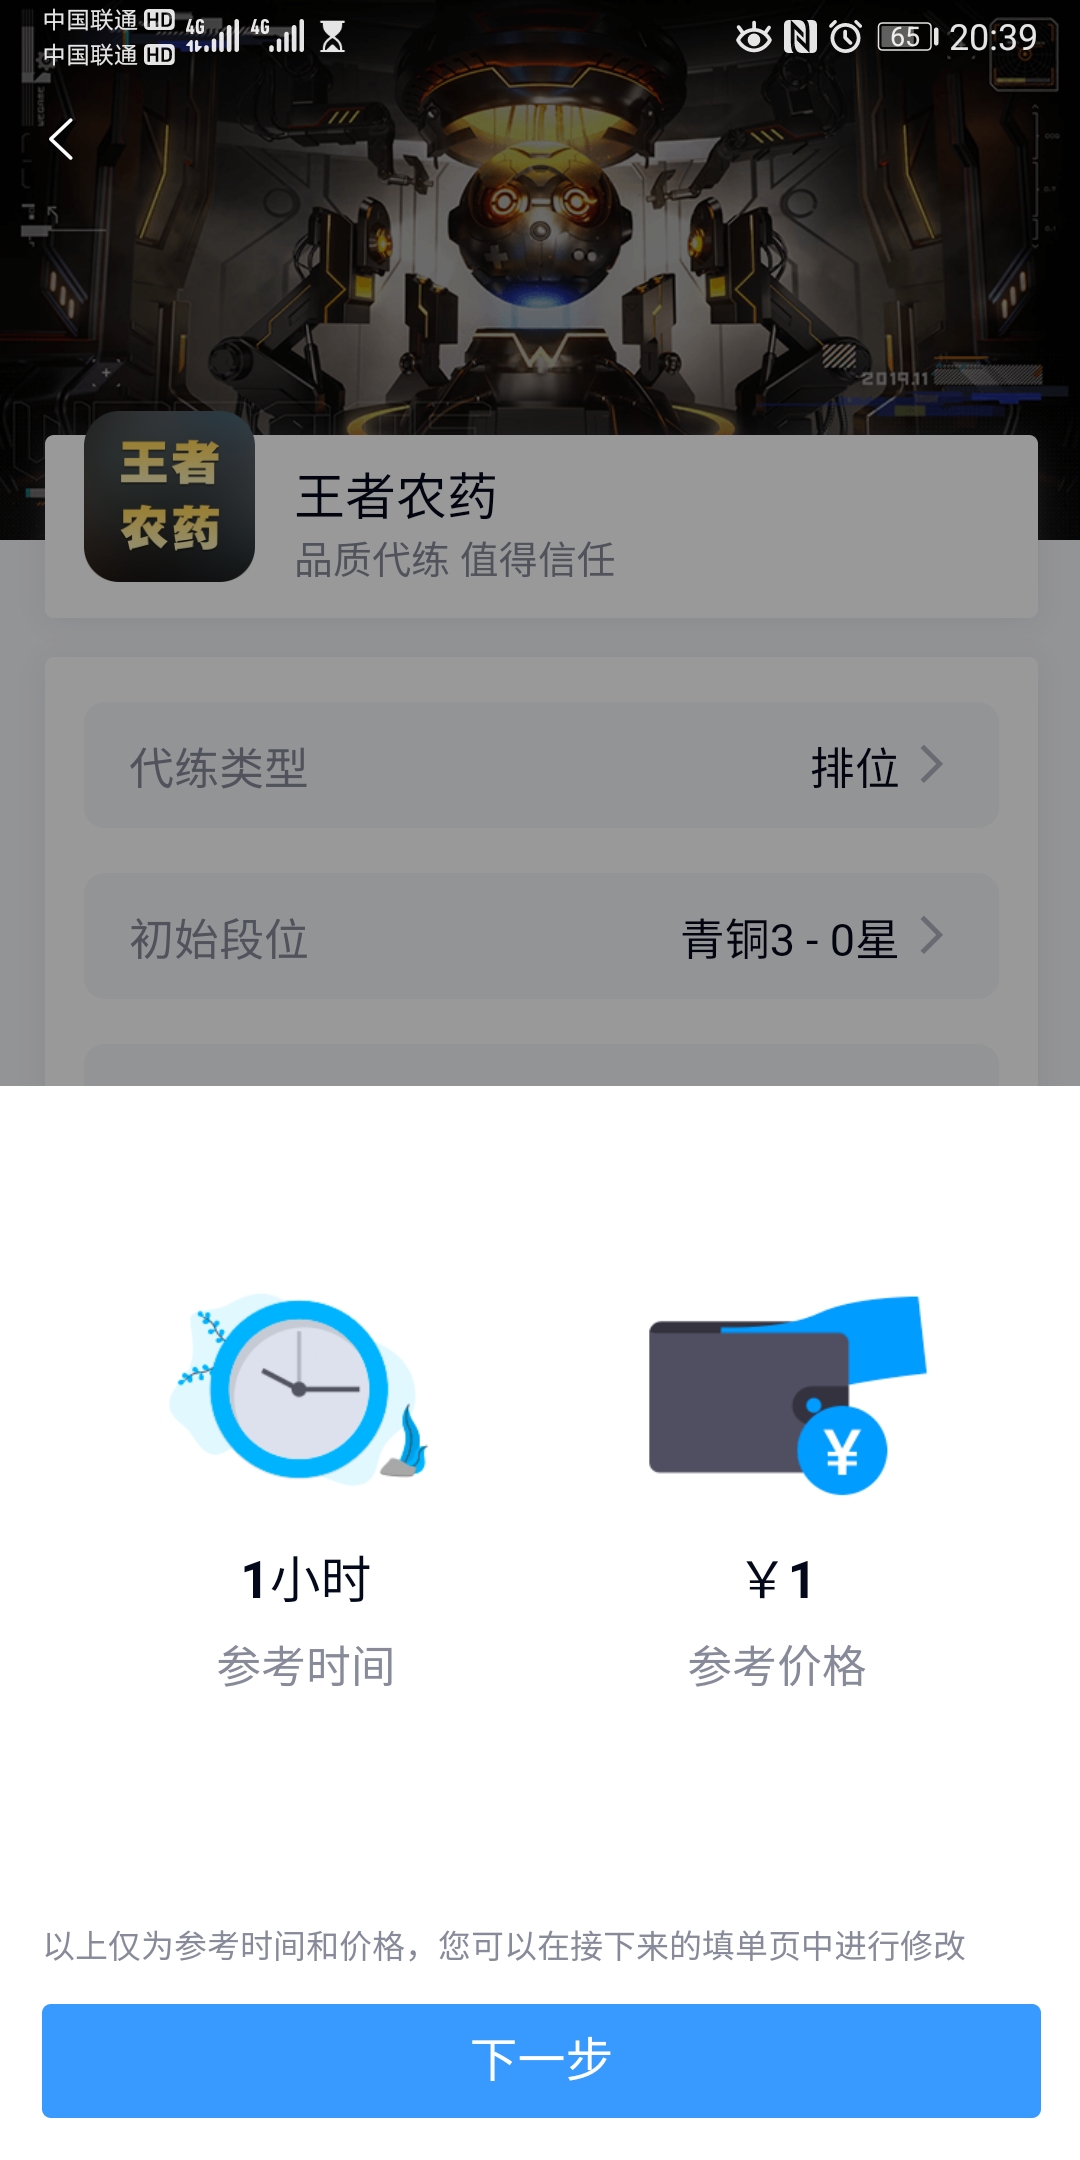 中国联通 HD 4G 4G 65 20:39
中国联通 HD
2019.11
王者
农药
王者农药
品质代练 值得信任
代练类型 排位
初始段位 青铜3 - 0星
¥
1小时 ￥1
参考时间 参考价格
以上仅为参考时间和价格，您可以在接下来的填单页中进行修改
下一步